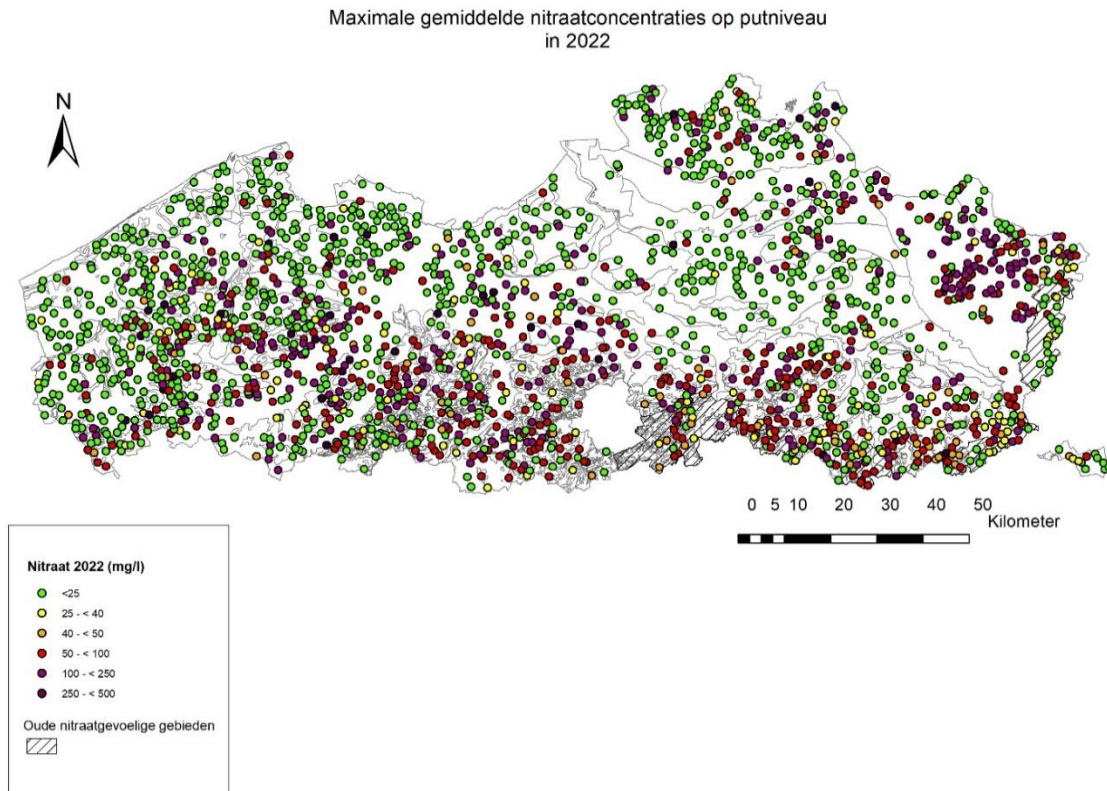 Maximale gemiddelde nitraatconcentraties op putniveau
in 2022
N
0 5 10 20 30 40 50
Kilometer
Nitraat 2022 (mg/l)
<25
25 - < 40
40 - < 50
50 - < 100
100 - < 250
250 - < 500
Oude nitraatgevoelige gebieden